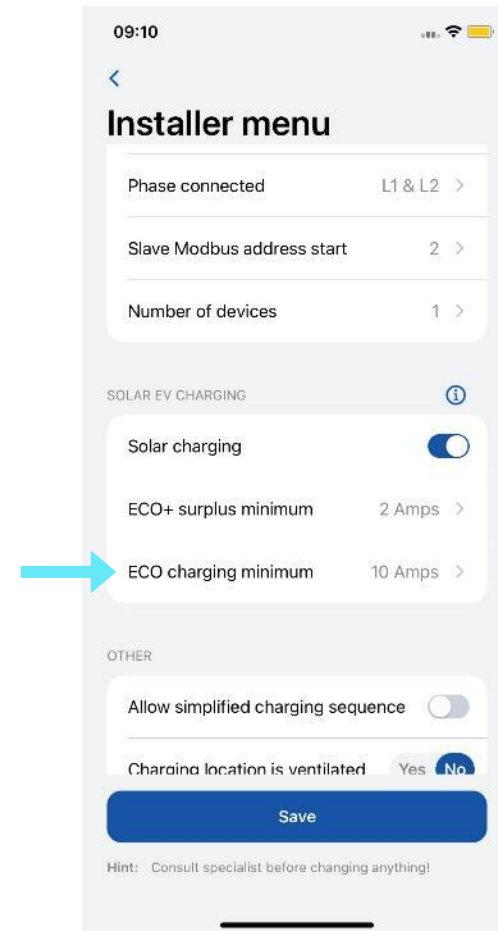 09:10
Installer menu
Phase connected L1 & L2
Slave Modbus address start 2
Number of devices 1
SOLAR EV CHARGING
Solar charging
ECO+ surplus minimum 2 Amps
ECO charging minimum 10 Amps
OTHER
Allow simplified charging sequence
Charging location is ventilated Yes No
Save
Hint: Consult specialist before changing anything!